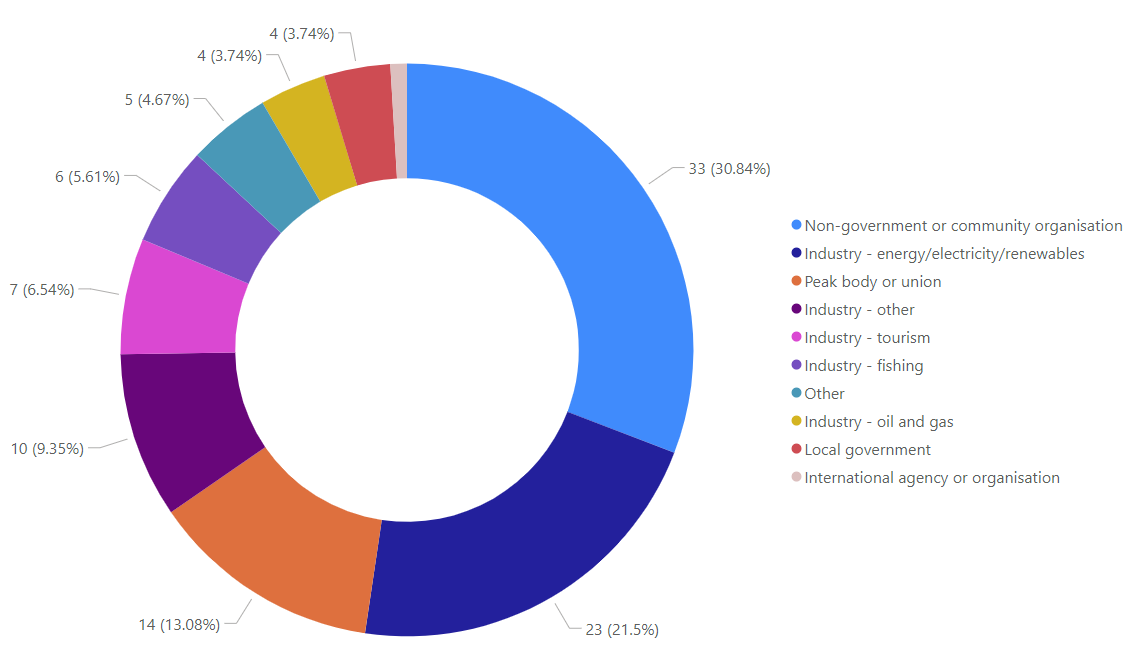 4 (3.74%)
4 (3.74%)
5 (4.67%)
6 (5.61%)
7 (6.54%)
10 (9.35%)
14 (13.08%)
23 (21.5%)
33 (30.84%)
Non-government or community organisation
Industry - energy/electricity/renewables
Peak body or union
Industry - other
Industry - tourism
Industry - fishing
Other
Industry - oil and gas
Local government
International agency or organisation